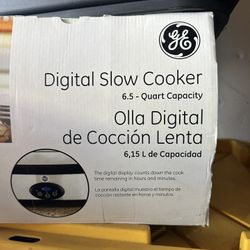 GE
Digital Slow Cooker
6.5 - Quart Capacity
Olla Digital
de Cocción Lenta
6,15 L de Capacidad
The digital display counts down the cook
time remaining in hours and minutes.
La pantalla digital muestra el tiempo de
cocción restante en horas y minutos.